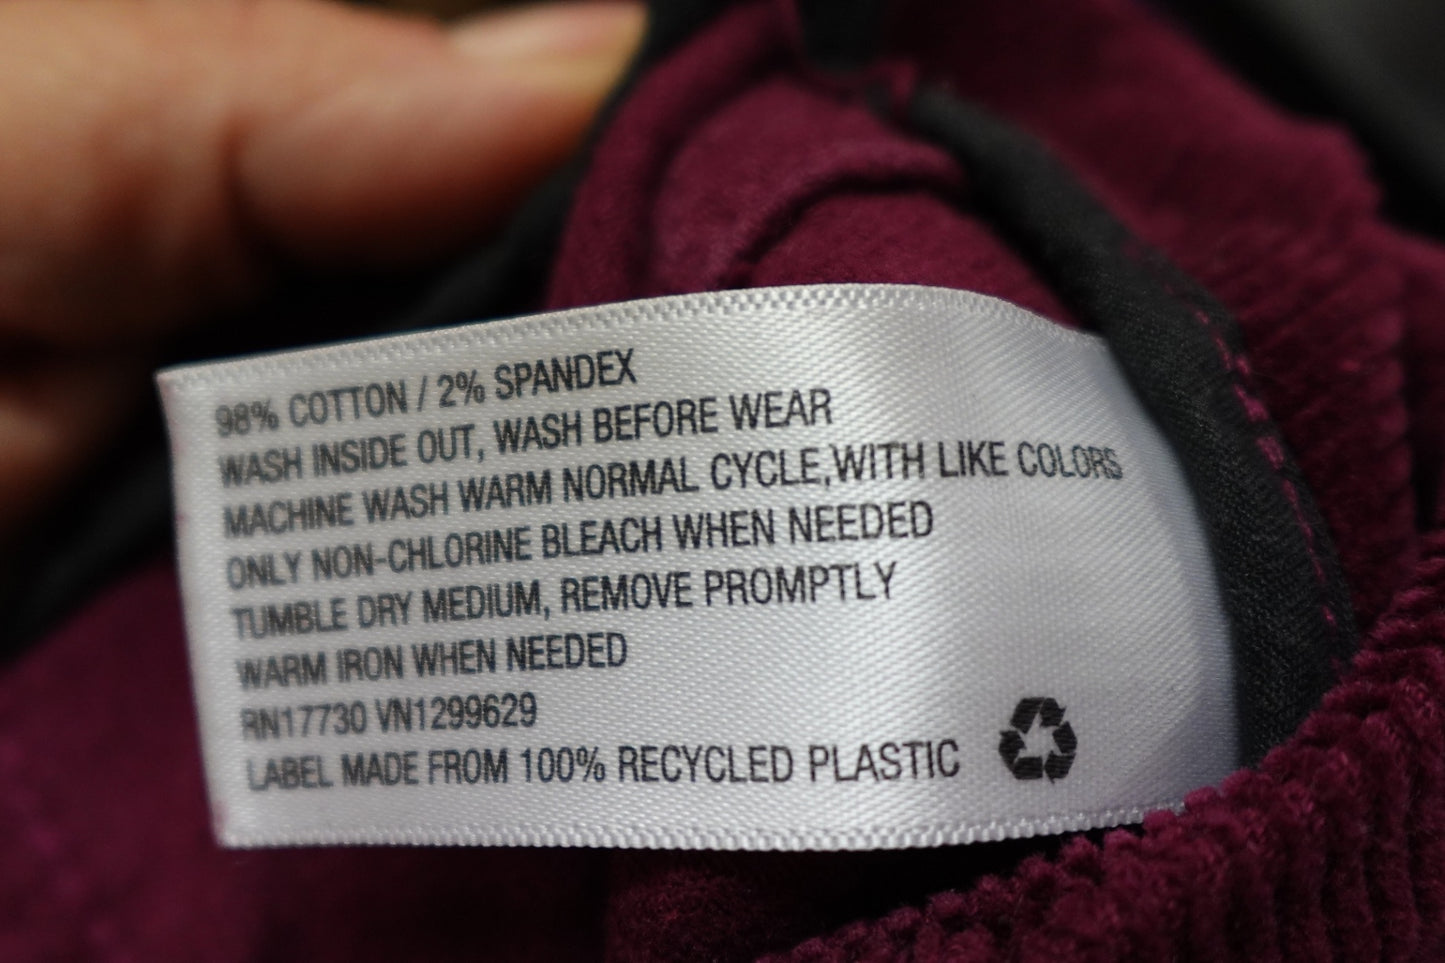 98% COTTON / 2% SPANDEX
WASH INSIDE OUT, WASH BEFORE WEAR
MACHINE WASH WARM NORMAL CYCLE,WITH LIKE COLORS
ONLY NON-CHLORINE BLEACH WHEN NEEDED
TUMBLE DRY MEDIUM, REMOVE PROMPTLY
WARM IRON WHEN NEEDED
RN17730 VN1299629
LABEL MADE FROM 100% RECYCLED PLASTIC